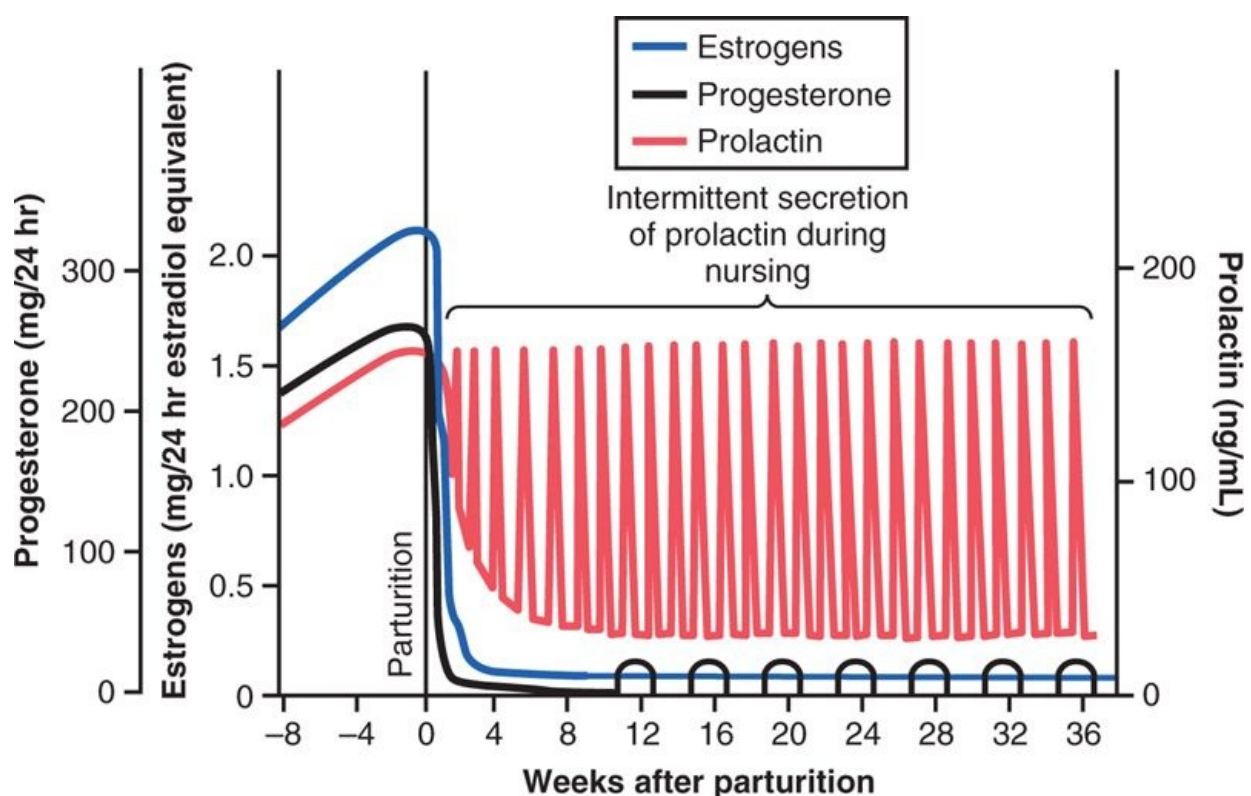 Estrogens
Progesterone
Prolactin
Intermittent secretion
of prolactin during
nursing
Progesterone (mg/24 hr)
300
200
100
0
Estrogens (mg/24 hr estradiol equivalent)
2.0
1.5
1.0
0.5
0
Parturition
200
100
0
Prolactin (ng/mL)
–8
–4
0
4
8
12
16
20
24
28
32
36
Weeks after parturition